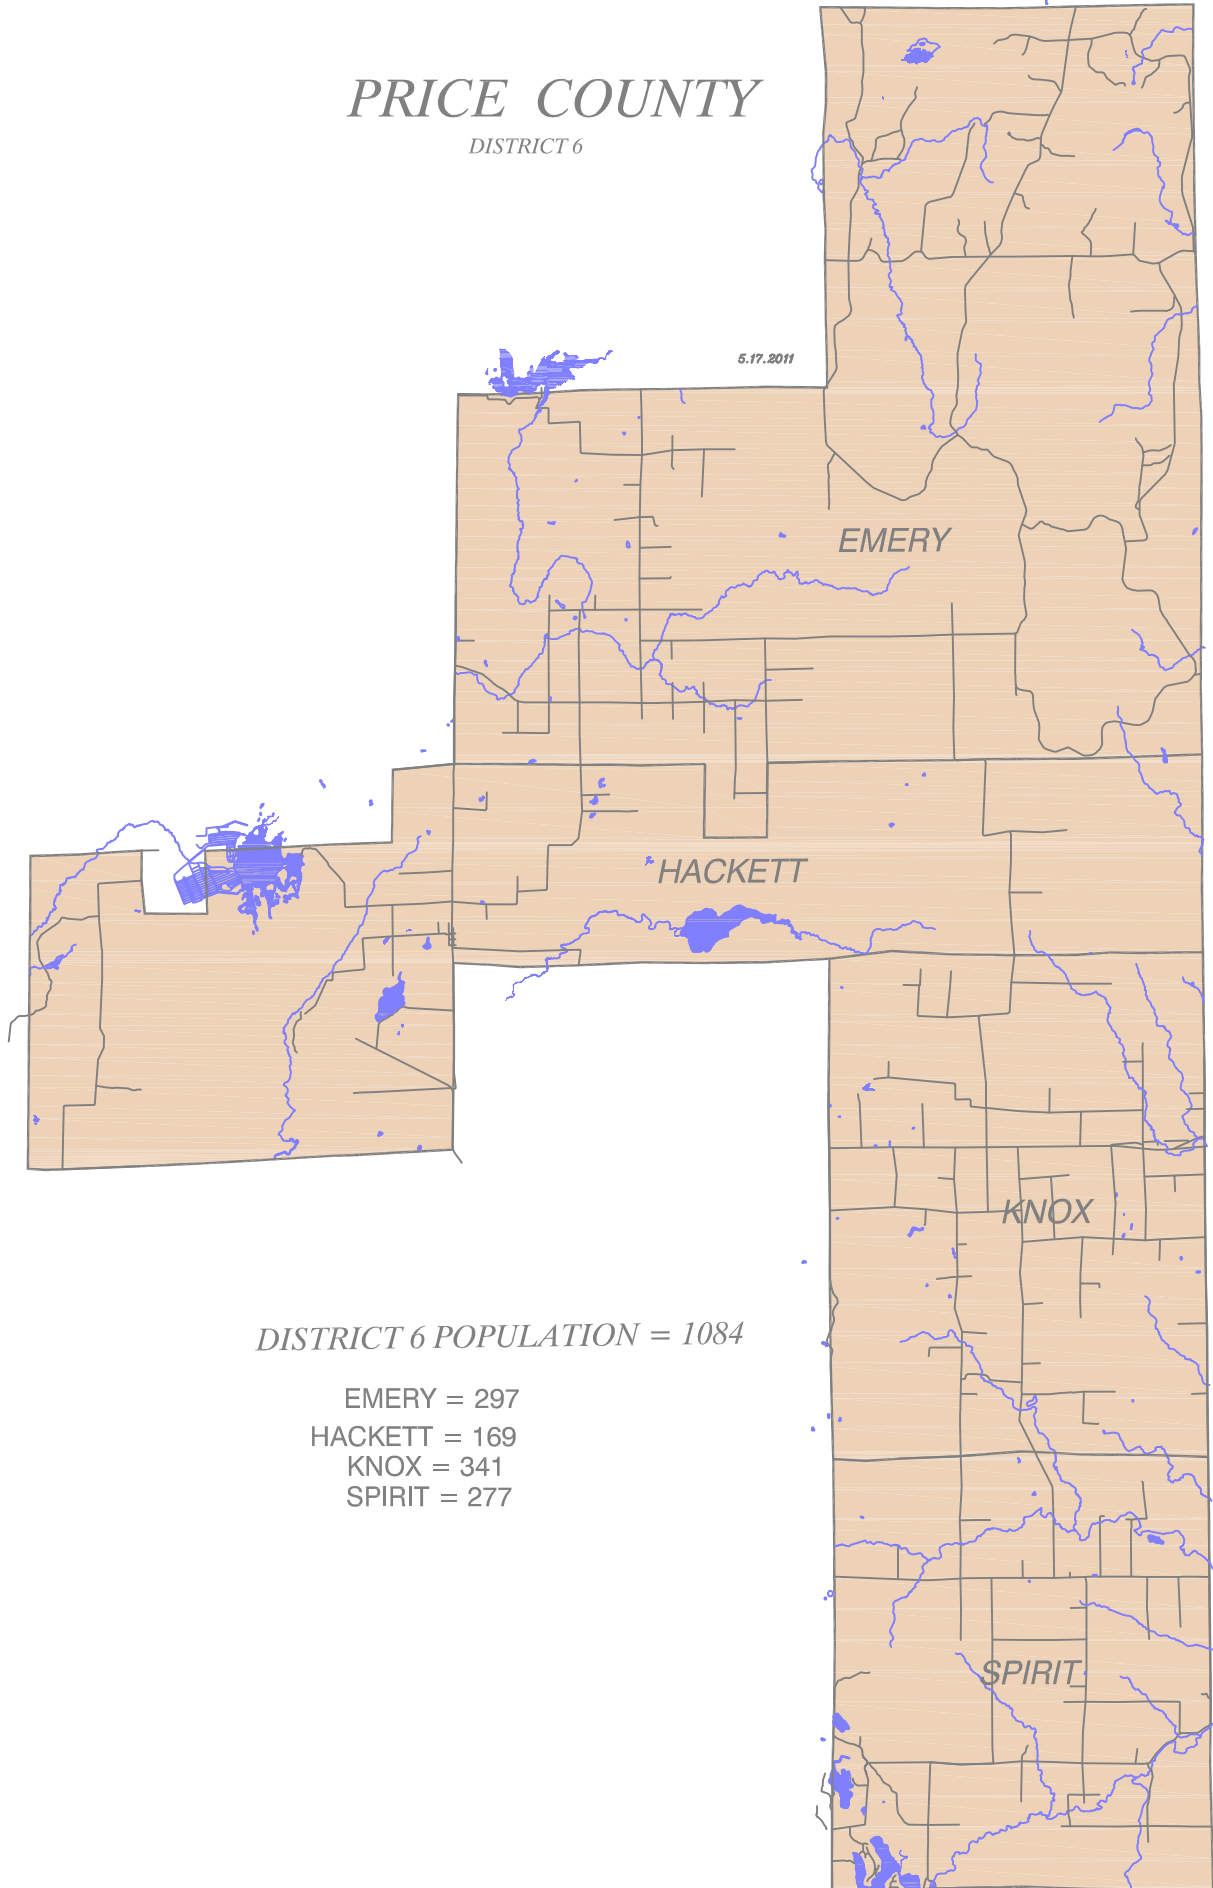 PRICE COUNTY
DISTRICT 6
5.17.2011
EMERY
HACKETT
KNOX
DISTRICT 6 POPULATION = 1084
EMERY = 297
HACKETT = 169
KNOX = 341
SPIRIT = 277
SPIRIT